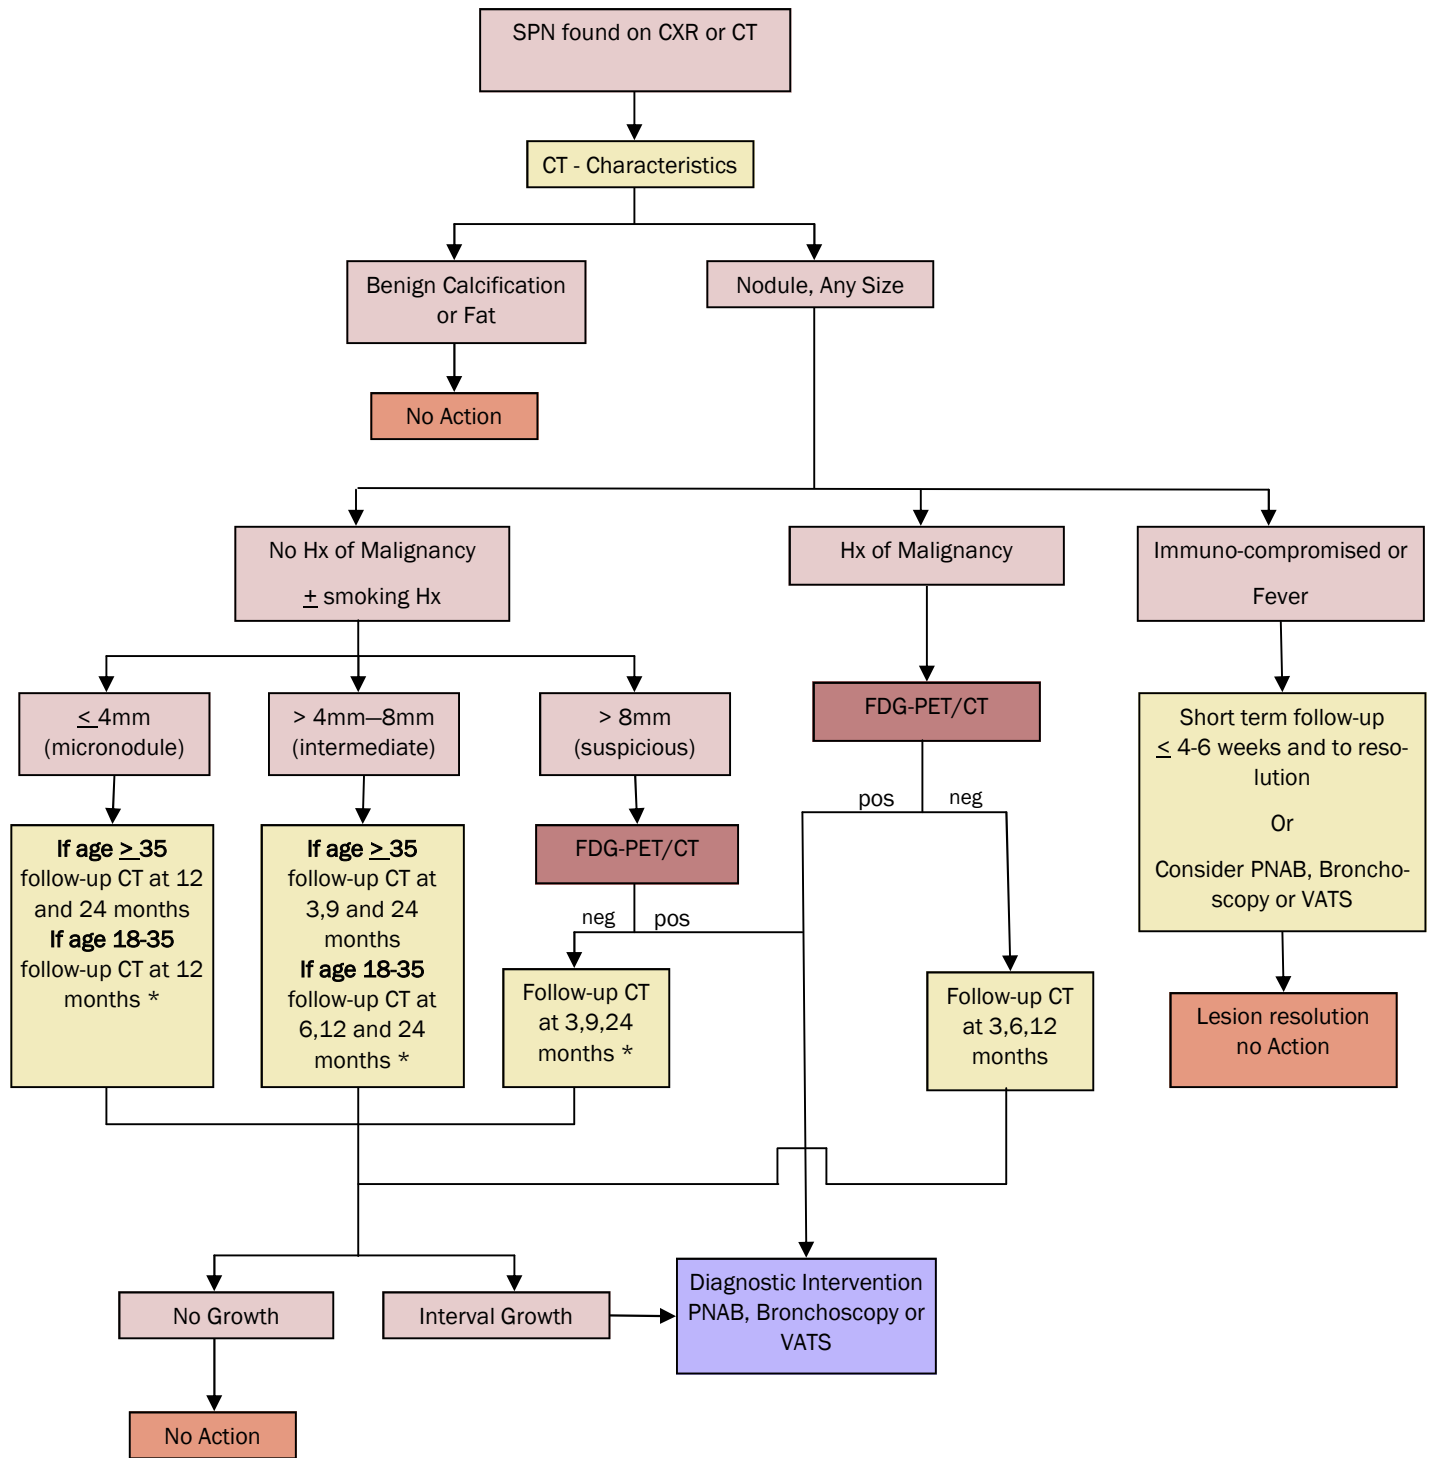 SPN found on CXR or CT
CT - Characteristics
Benign Calcification
or Fat
Nodule, Any Size
No Action
No Hx of Malignancy
± smoking Hx
Hx of Malignancy
Immuno-compromised or
Fever
≤ 4mm
(micronodule)
> 4mm—8mm
(intermediate)
> 8mm
(suspicious)
FDG-PET/CT
pos
neg
Short term follow-up
≤ 4-6 weeks and to reso-
lution
Or
Consider PNAB, Broncho-
scopy or VATS
If age ≥ 35
follow-up CT at 12
and 24 months
If age 18-35
follow-up CT at 12
months *
If age ≥ 35
follow-up CT at
3,9 and 24
months
If age 18-35
follow-up CT at
6,12 and 24
months *
FDG-PET/CT
neg
pos
Follow-up CT
at 3,9,24
months *
Follow-up CT
at 3,6,12
months
Lesion resolution
no Action
No Growth
Interval Growth
Diagnostic Intervention
PNAB, Bronchoscopy or
VATS
No Action